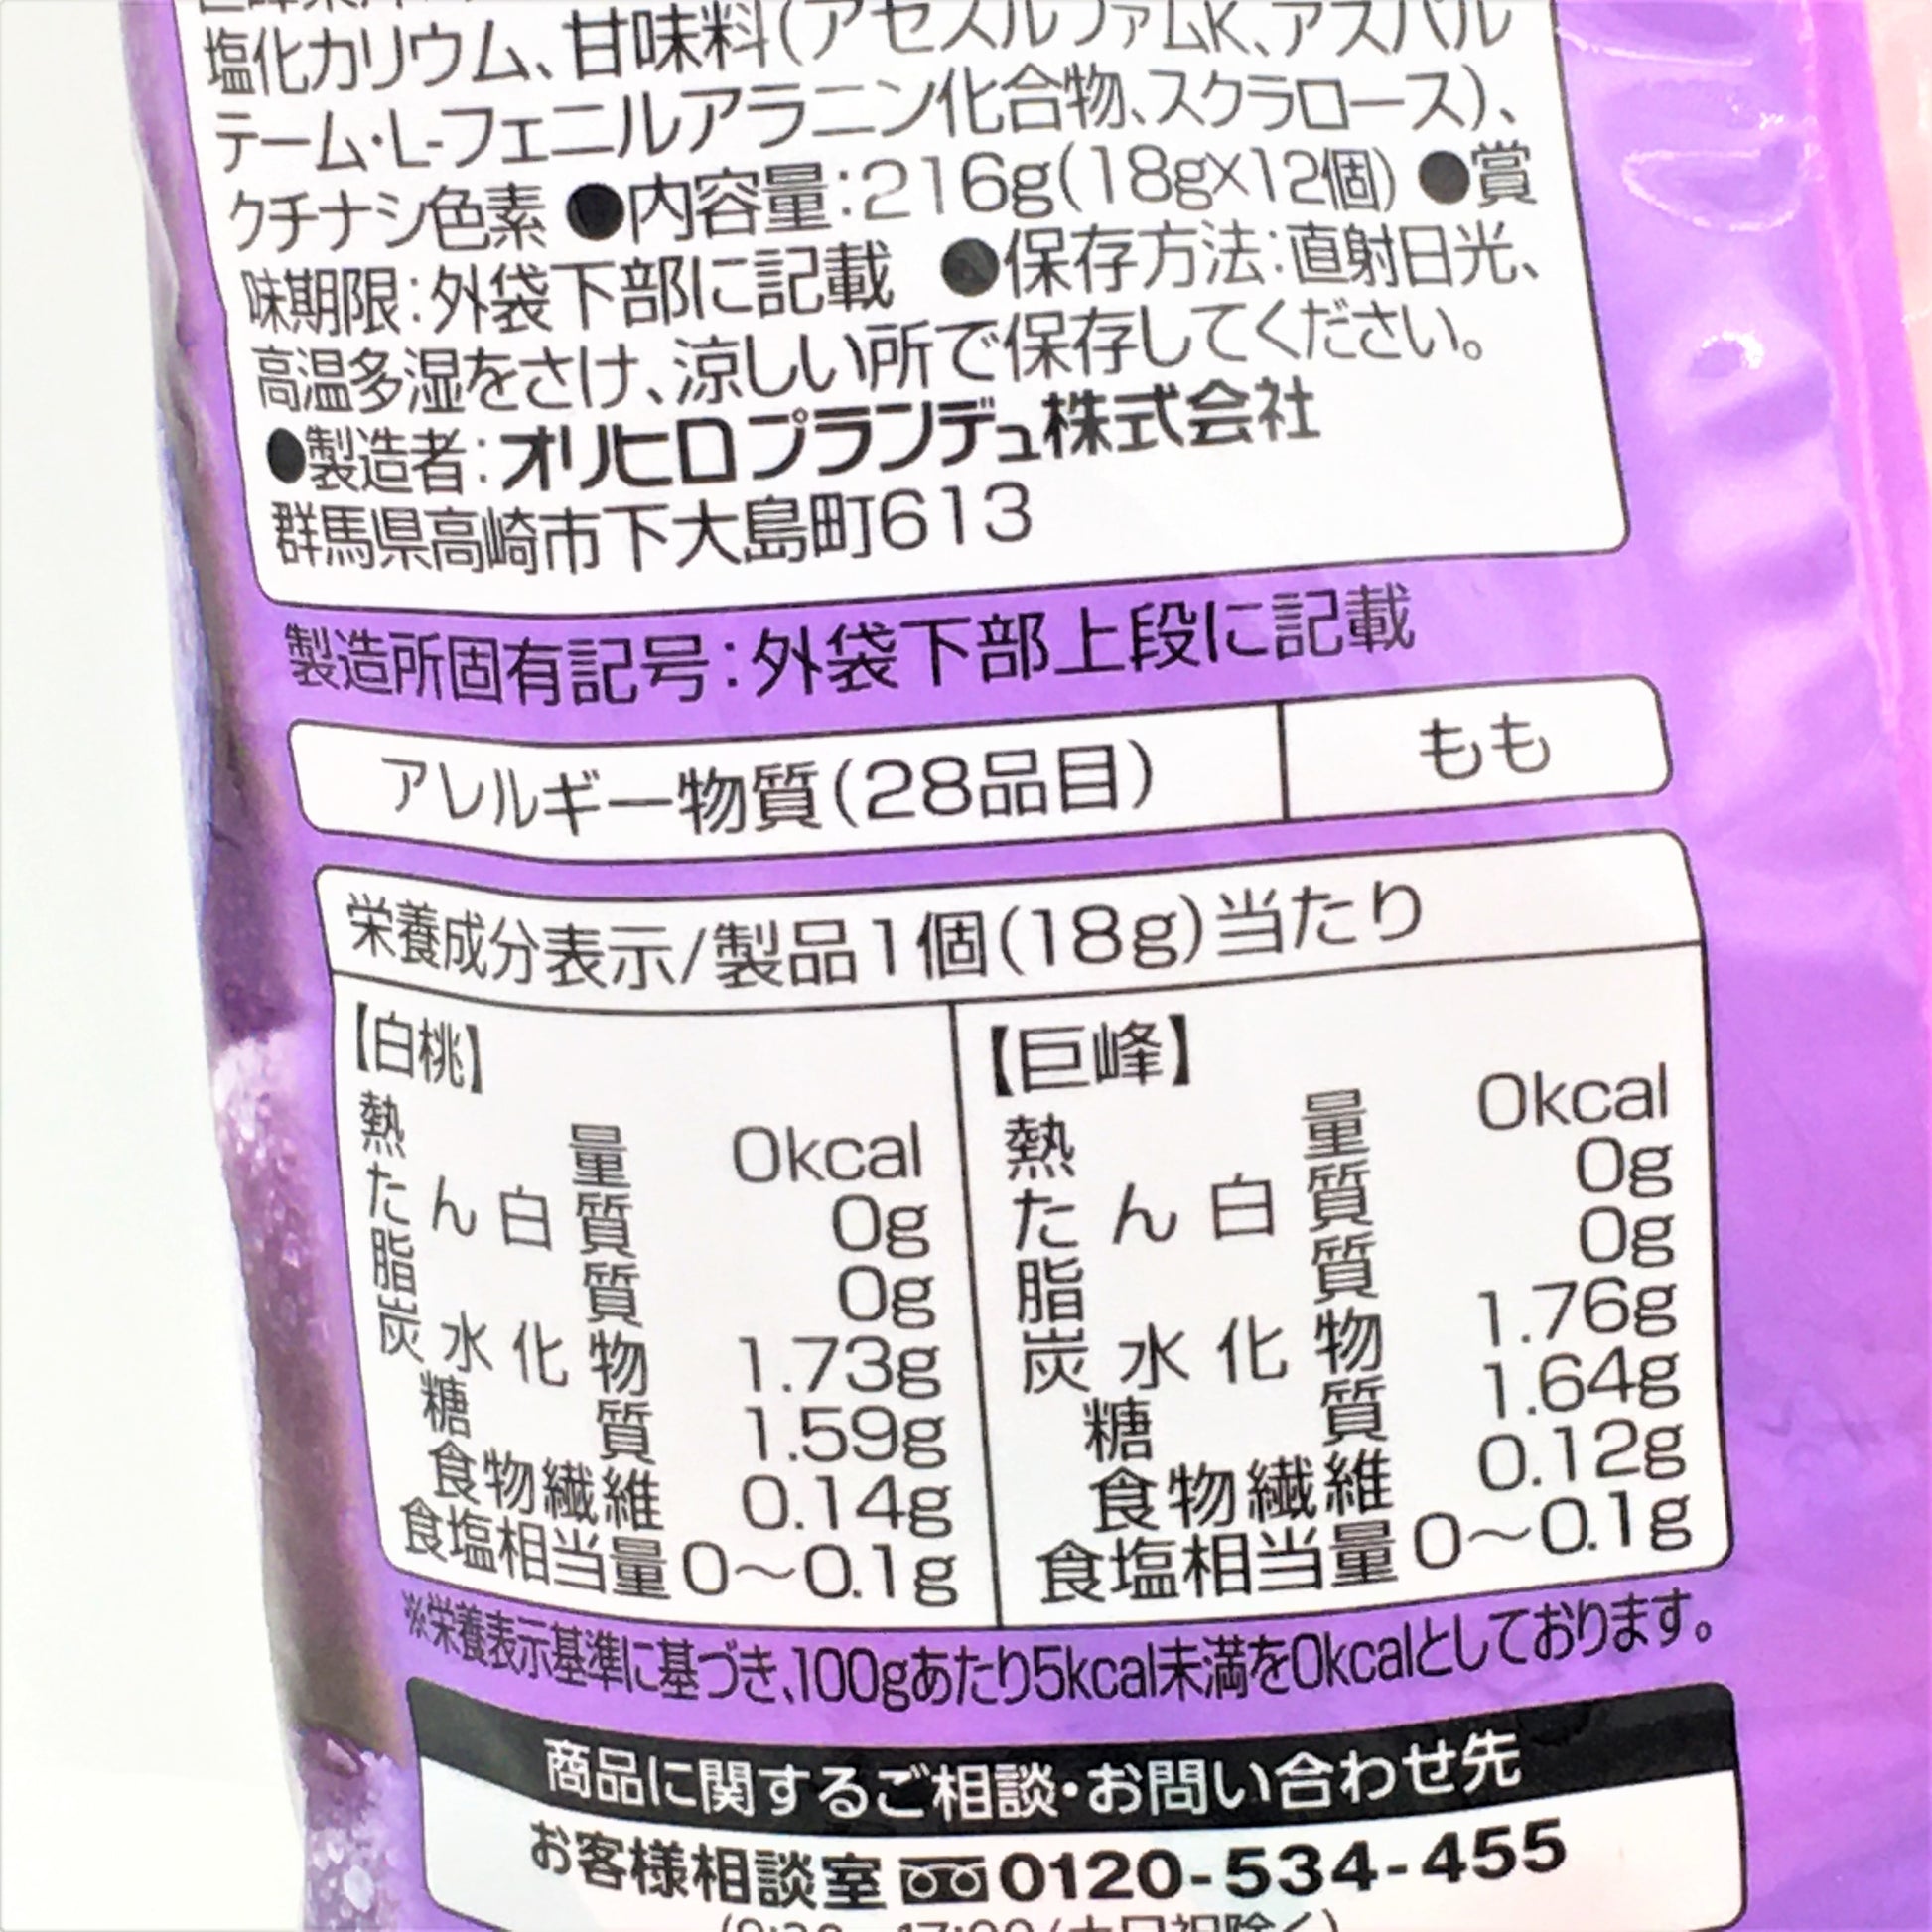 塩化カリウム、甘味料(アセスルファムK、アスパル
テーム・L-フェニルアラニン化合物、スクラロース)、
クチナシ色素 ●内容量:216g(18g×12個) ●賞
味期限:外袋下部に記載 ●保存方法:直射日光、
高温多湿をさけ、涼しい所で保存してください。
●製造者:オリヒロプランデュ株式会社
群馬県高崎市下大島町613
製造所固有記号:外袋下部上段に記載
アレルギー物質(28品目) もも
栄養成分表示/製品1個(18g)当たり
【白桃】
熱量 0kcal
たん白質 0g
脂質 0g
炭水化物 1.73g
糖質 1.59g
食物繊維 0.14g
食塩相当量 0〜0.1g
【巨峰】
熱量 0kcal
たん白質 0g
脂質 0g
炭水化物 1.76g
糖質 1.64g
食物繊維 0.12g
食塩相当量 0〜0.1g
※栄養表示基準に基づき、100gあたり5kcal未満を0kcalとしております。
商品に関するご相談・お問い合わせ先
お客様相談室 0120-534-455